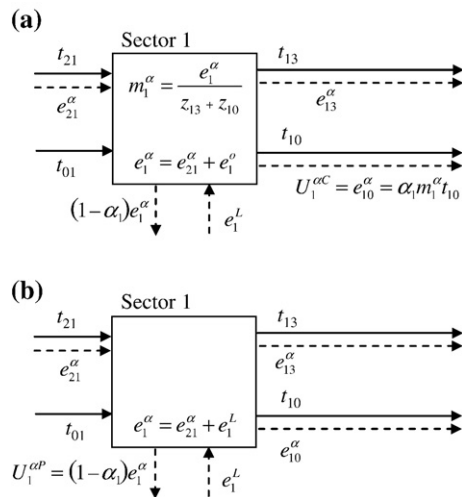 (a)
Sector 1
t₂₁
t₁₃
m₁^α = e₁^α / (z₁₃ + z₁₀)
e₂₁^α
e₁₃^α
t₀₁
t₁₀
e₁^α = e₂₁^α + e₁^o
U₁^{αC} = e₁₀^α = α₁m₁^α t₁₀
(1−α₁)e₁^α
e₁^L
(b)
Sector 1
t₂₁
t₁₃
e₂₁^α
e₁₃^α
t₁₀
e₁^α = e₂₁^α + e₁^L
t₀₁
e₁₀^α
U₁^{αP} = (1−α₁)e₁^α
e₁^L